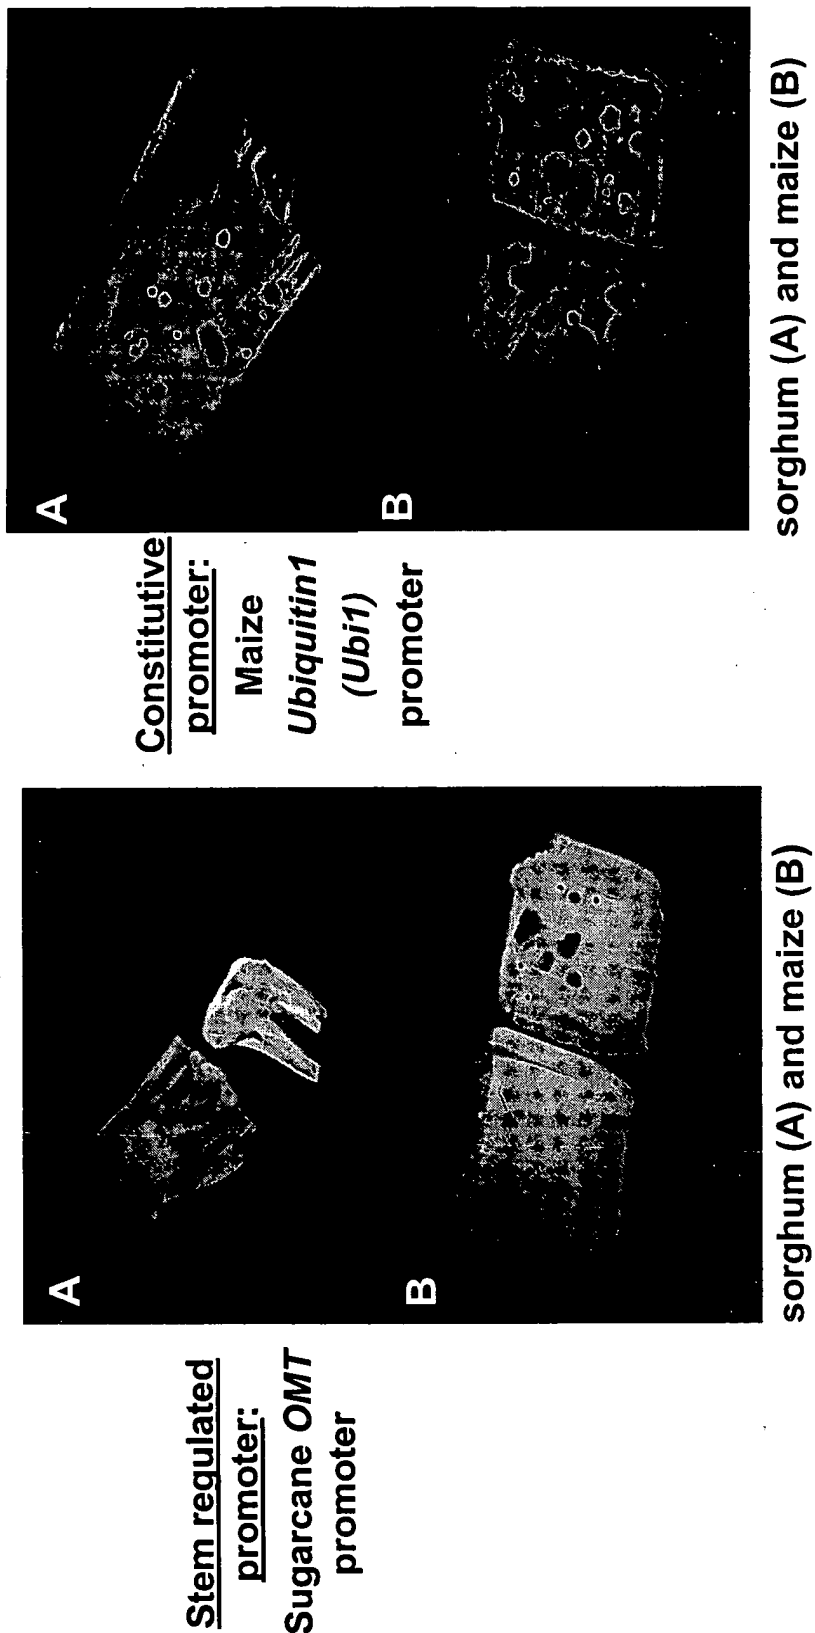 Stem regulated
promoter:
Sugarcane OMT
promoter
A
B
sorghum (A) and maize (B)
Constitutive
promoter:
Maize
Ubiquitin1
(Ubi1)
promoter
A
B
sorghum (A) and maize (B)